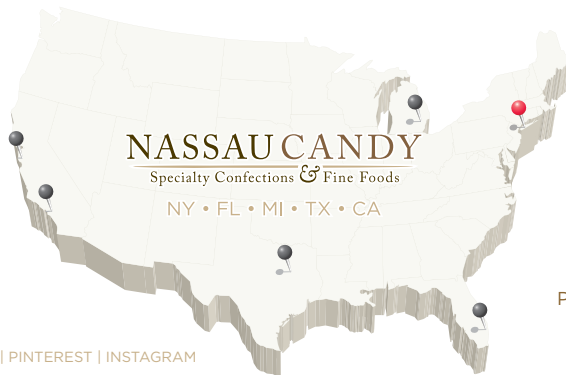 NASSAU CANDY
Specialty Confections & Fine Foods
NY • FL • MI • TX • CA
P
| PINTEREST | INSTAGRAM